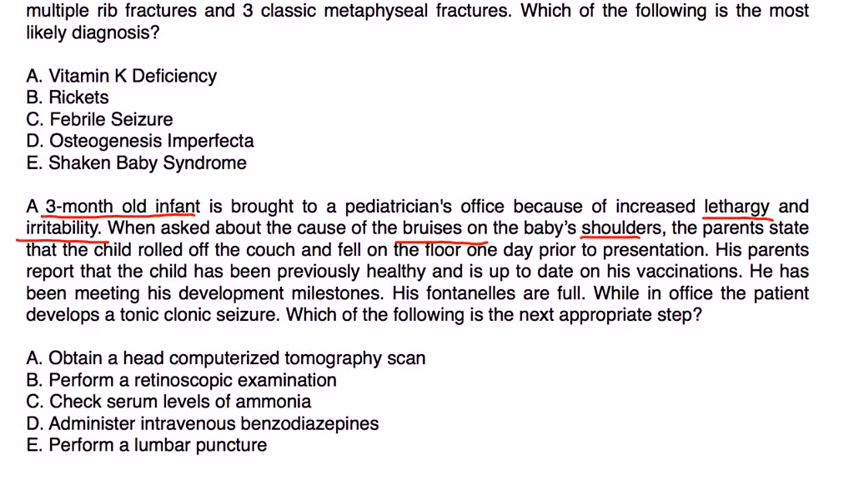 multiple rib fractures and 3 classic metaphyseal fractures. Which of the following is the most
likely diagnosis?
A. Vitamin K Deficiency
B. Rickets
C. Febrile Seizure
D. Osteogenesis Imperfecta
E. Shaken Baby Syndrome
A 3-month old infant is brought to a pediatrician's office because of increased lethargy and
irritability. When asked about the cause of the bruises on the baby's shoulders, the parents state
that the child rolled off the couch and fell on the floor one day prior to presentation. His parents
report that the child has been previously healthy and is up to date on his vaccinations. He has
been meeting his development milestones. His fontanelles are full. While in office the patient
develops a tonic clonic seizure. Which of the following is the next appropriate step?
A. Obtain a head computerized tomography scan
B. Perform a retinoscopic examination
C. Check serum levels of ammonia
D. Administer intravenous benzodiazepines
E. Perform a lumbar puncture